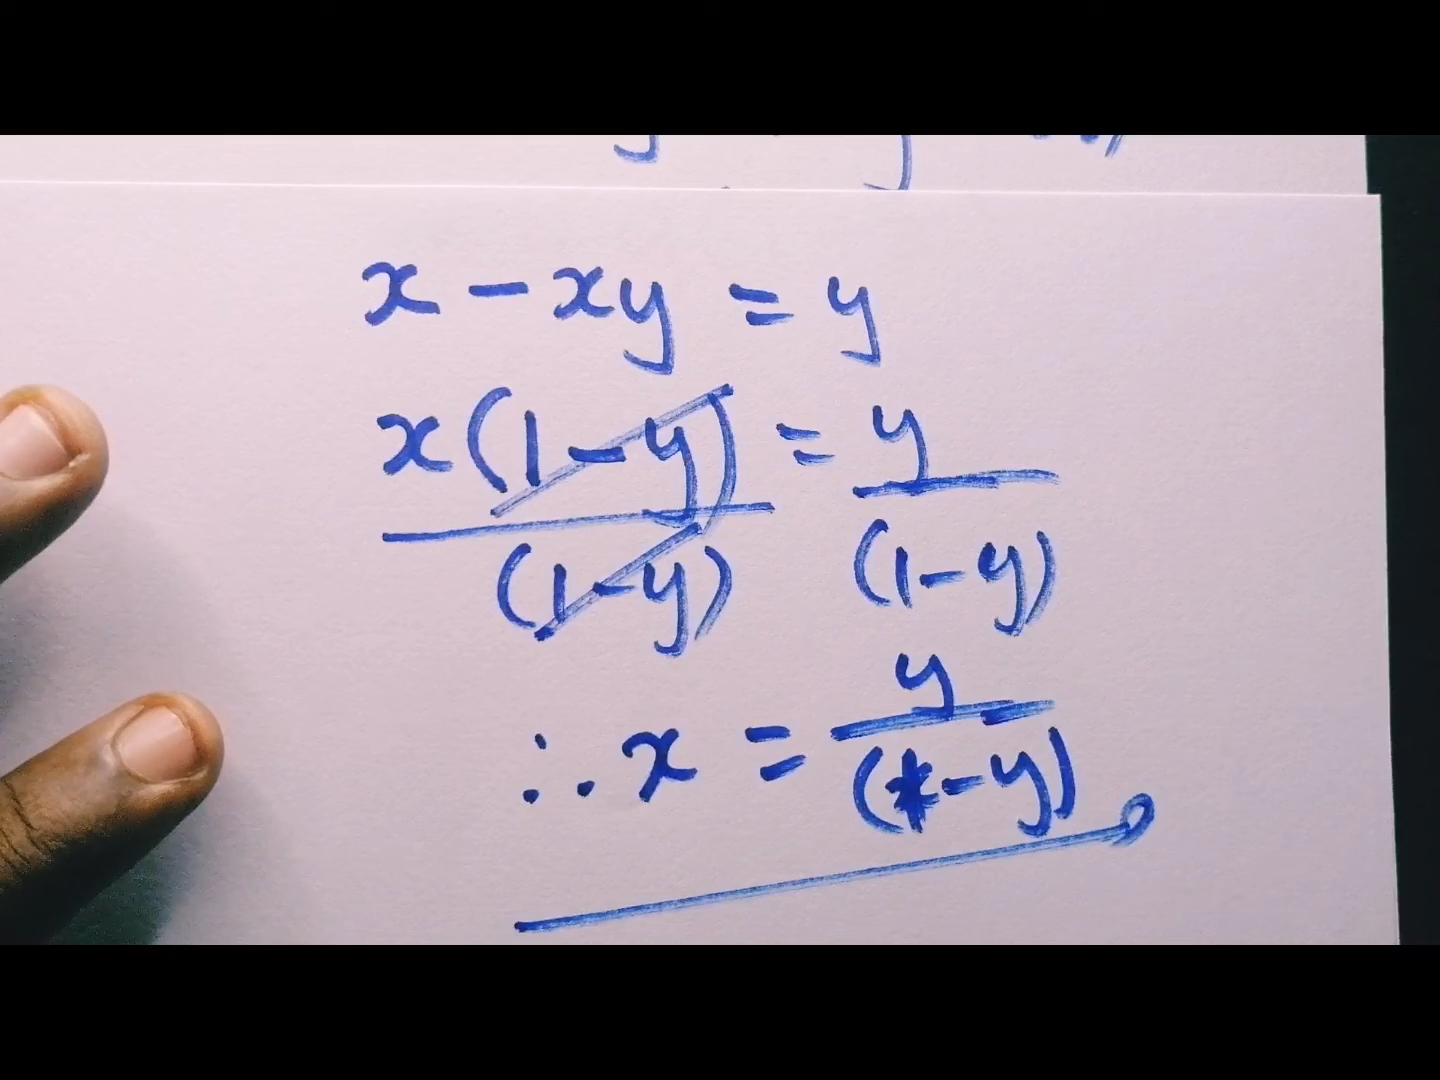 x - xy = y
x(1-y) = y
(1-y) (1-y)
∴ x = y
(1-y)